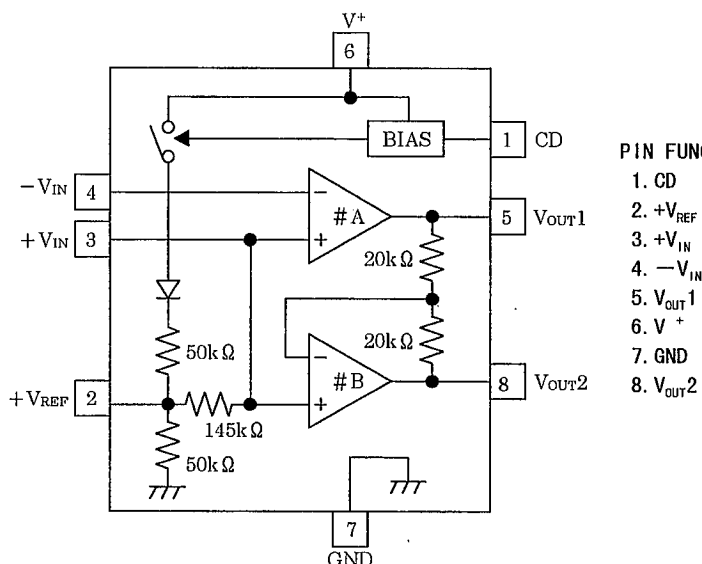 V⁺
6
BIAS
1 CD
−VIN 4
+VIN 3
− #A +
5 VOUT1
20kΩ
20kΩ
50kΩ
− #B +
+VREF 2
145kΩ
50kΩ
8 VOUT2
7
GND
PIN FUNC
1. CD
2. +VREF
3. +VIN
4. −VIN
5. VOUT1
6. V⁺
7. GND
8. VOUT2